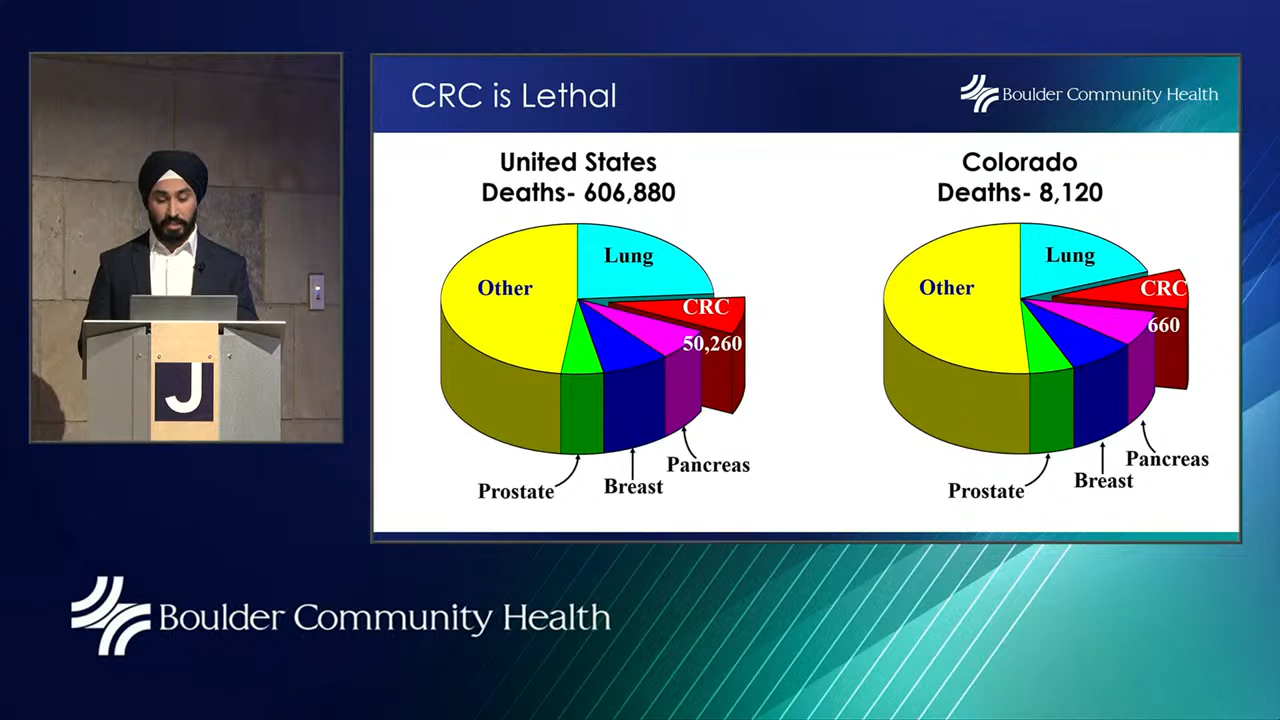 CRC is Lethal
Boulder Community Health
United States
Deaths- 606,880
Lung
Other
CRC
50,260
Pancreas
Breast
Prostate
Colorado
Deaths- 8,120
Lung
Other
CRC
660
Pancreas
Breast
Prostate
J
Boulder Community Health